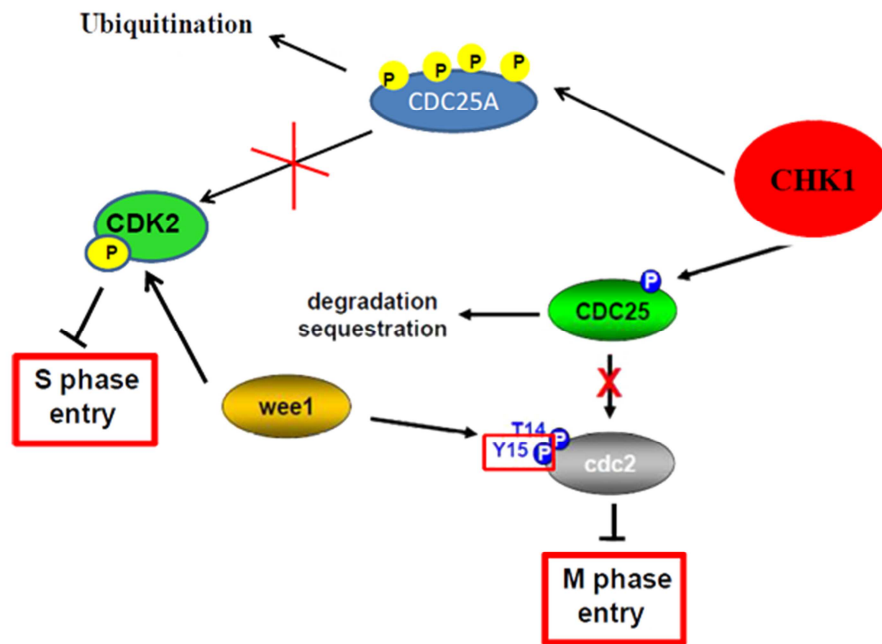 Ubiquitination
P
P
P
P
CDC25A
CHK1
CDK2
P
P
CDC25
degradation
sequestration
X
S phase
entry
wee1
T14
P
Y15
P
cdc2
M phase
entry